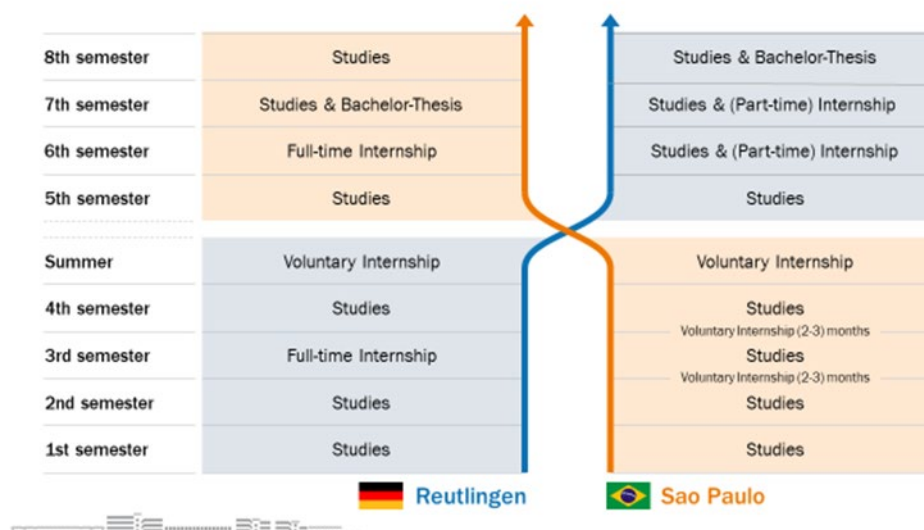 8th semester Studies Studies & Bachelor-Thesis
7th semester Studies & Bachelor-Thesis Studies & (Part-time) Internship
6th semester Full-time Internship Studies & (Part-time) Internship
5th semester Studies Studies
Summer Voluntary Internship Voluntary Internship
4th semester Studies Studies
Voluntary Internship (2-3) months
3rd semester Full-time Internship Studies
Voluntary Internship (2-3) months
2nd semester Studies Studies
1st semester Studies Studies
Reutlingen Sao Paulo